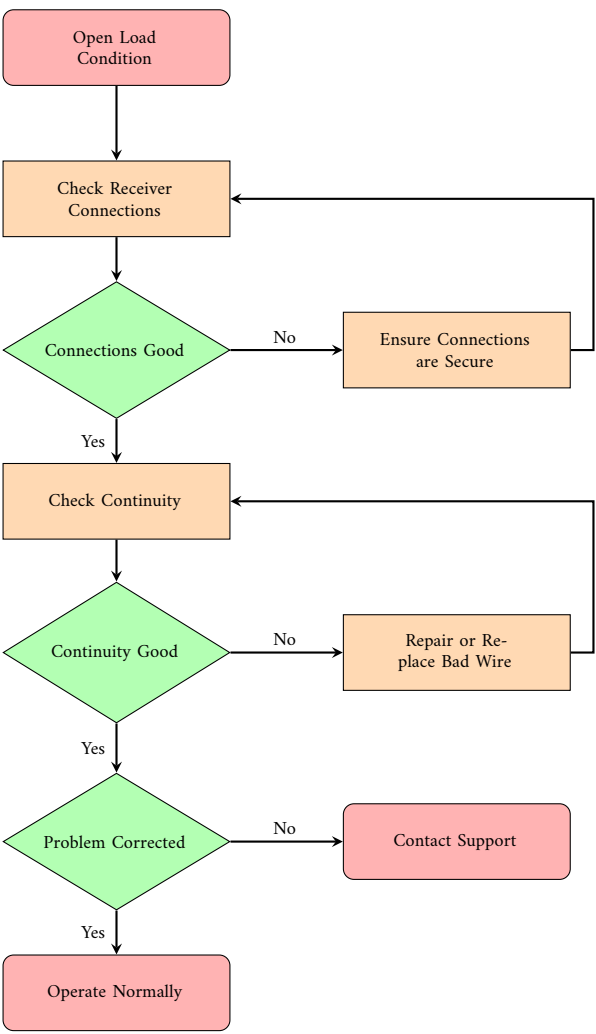 Open Load
Condition
Check Receiver
Connections
Connections Good
No
Ensure Connections
are Secure
Yes
Check Continuity
Continuity Good
No
Repair or Re-
place Bad Wire
Yes
Problem Corrected
No
Contact Support
Yes
Operate Normally